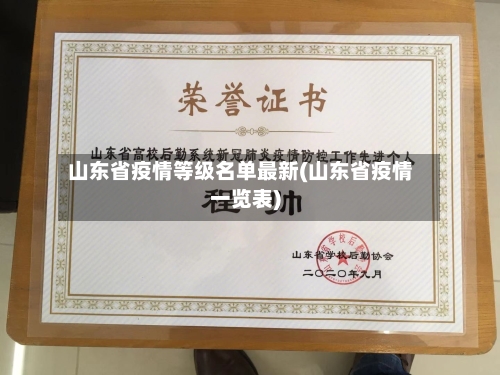 荣誉证书
山东省高校后勤系统新冠肺炎疫情防控工作先进个人
山东省疫情等级名单最新(山东省疫情
一览表)
程 帅
山东省学校后勤协会
二〇二〇年九月